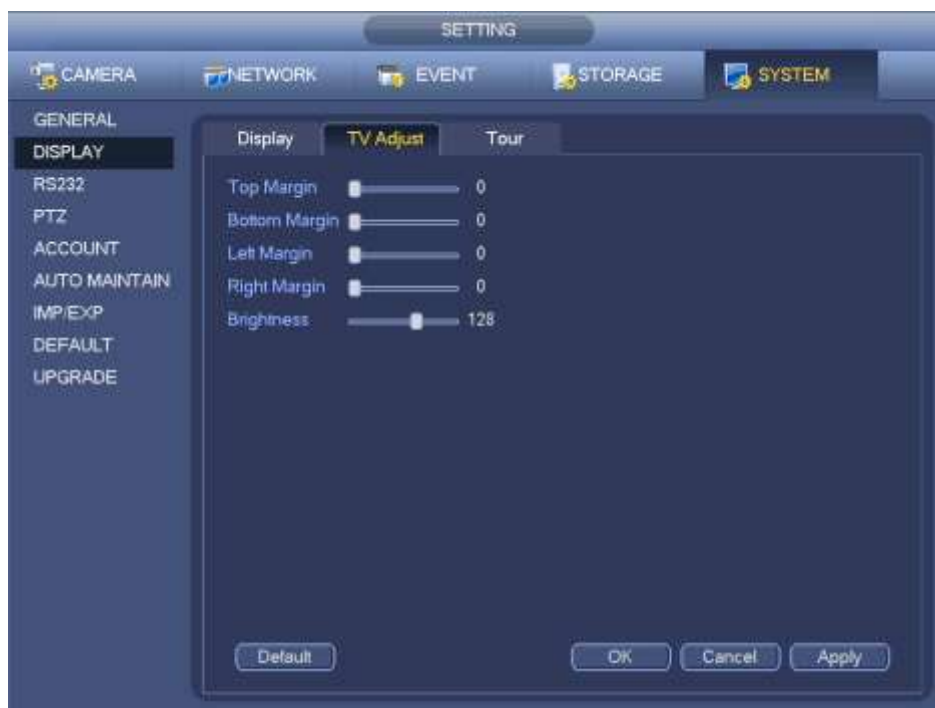 SETTING
CAMERA NETWORK EVENT STORAGE SYSTEM
GENERAL
DISPLAY
RS232
PTZ
ACCOUNT
AUTO MAINTAIN
IMP/EXP
DEFAULT
UPGRADE
Display TV Adjust Tour
Top Margin 0
Bottom Margin 0
Left Margin 0
Right Margin 0
Brightness 128
Default OK Cancel Apply